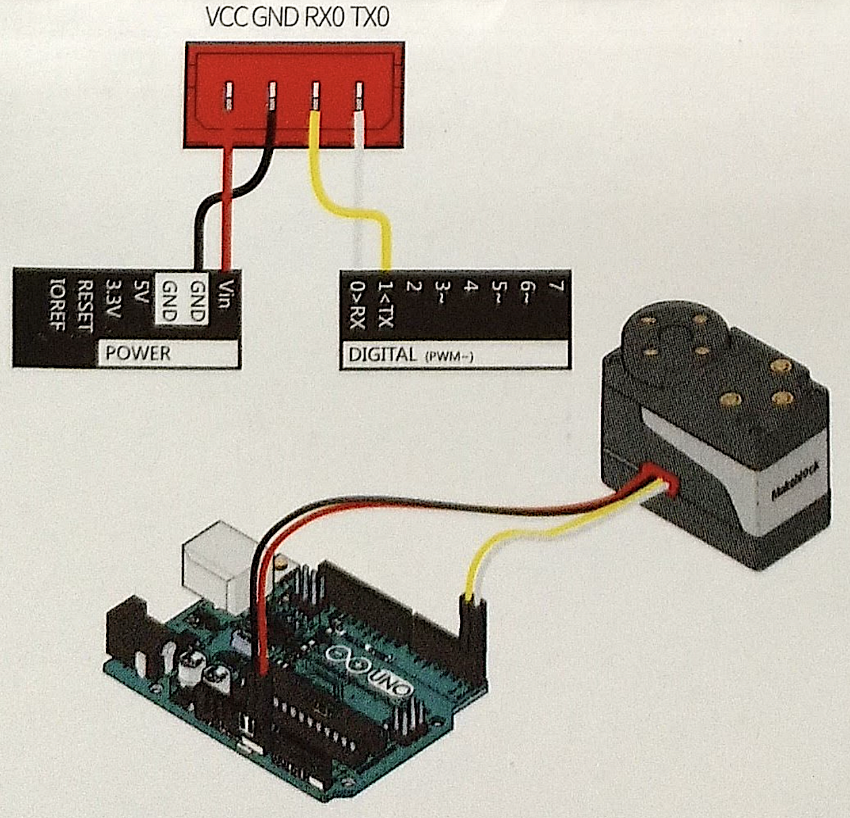 VCC GND RX0 TX0
IOREF
RESET
3.3V
5V
GND
GND
Vin
POWER
0>RX
1<TX
2
3~
4
5~
6~
7
DIGITAL (PWM~)
Makeblock
UNO